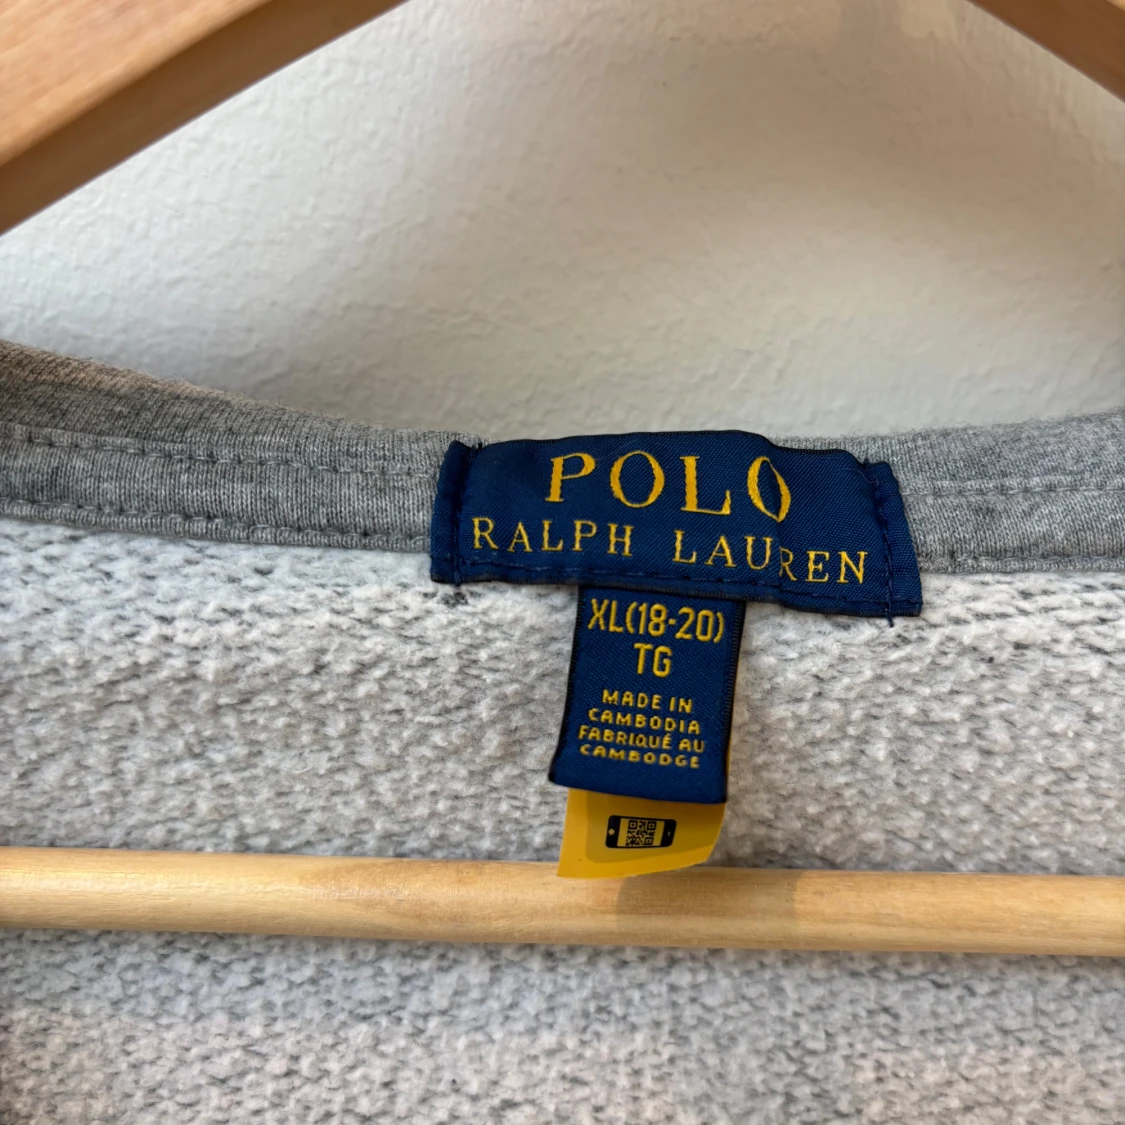 POLO
RALPH LAUREN
XL(18-20)
TG
MADE IN
CAMBODIA
FABRIQUÉ AU
CAMBODGE